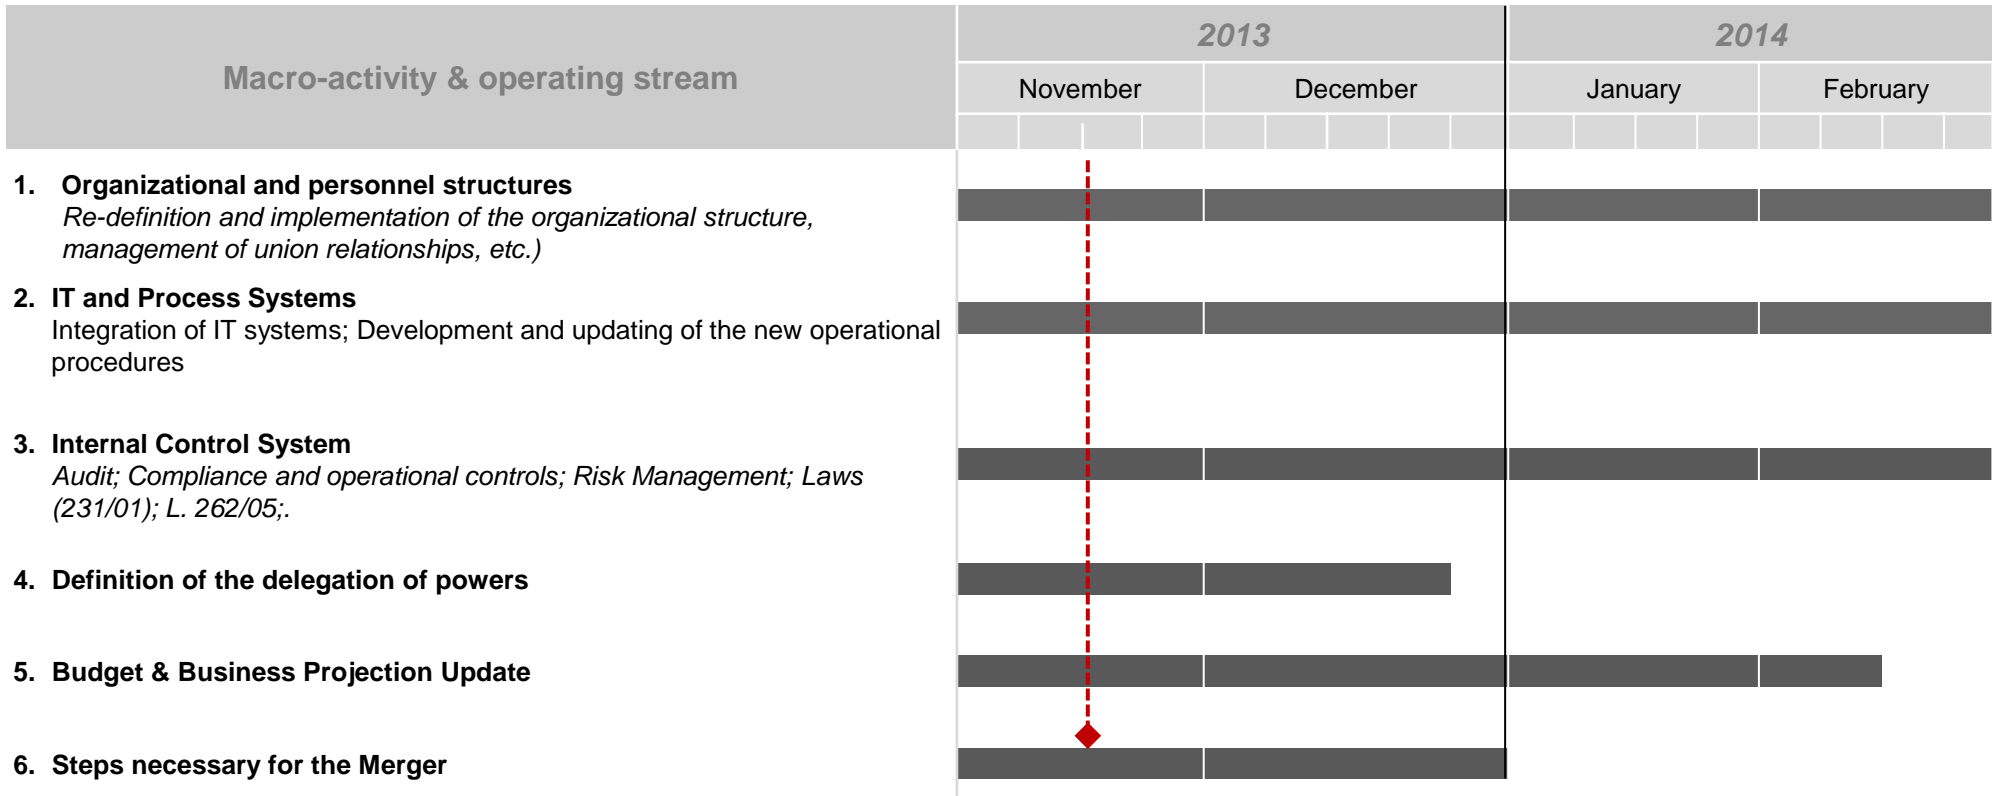 Macro-activity & operating stream
2013
2014
November
December
January
February
1. Organizational and personnel structures
Re-definition and implementation of the organizational structure,
management of union relationships, etc.)
2. IT and Process Systems
Integration of IT systems; Development and updating of the new operational
procedures
3. Internal Control System
Audit; Compliance and operational controls; Risk Management; Laws
(231/01); L. 262/05;.
4. Definition of the delegation of powers
5. Budget & Business Projection Update
6. Steps necessary for the Merger